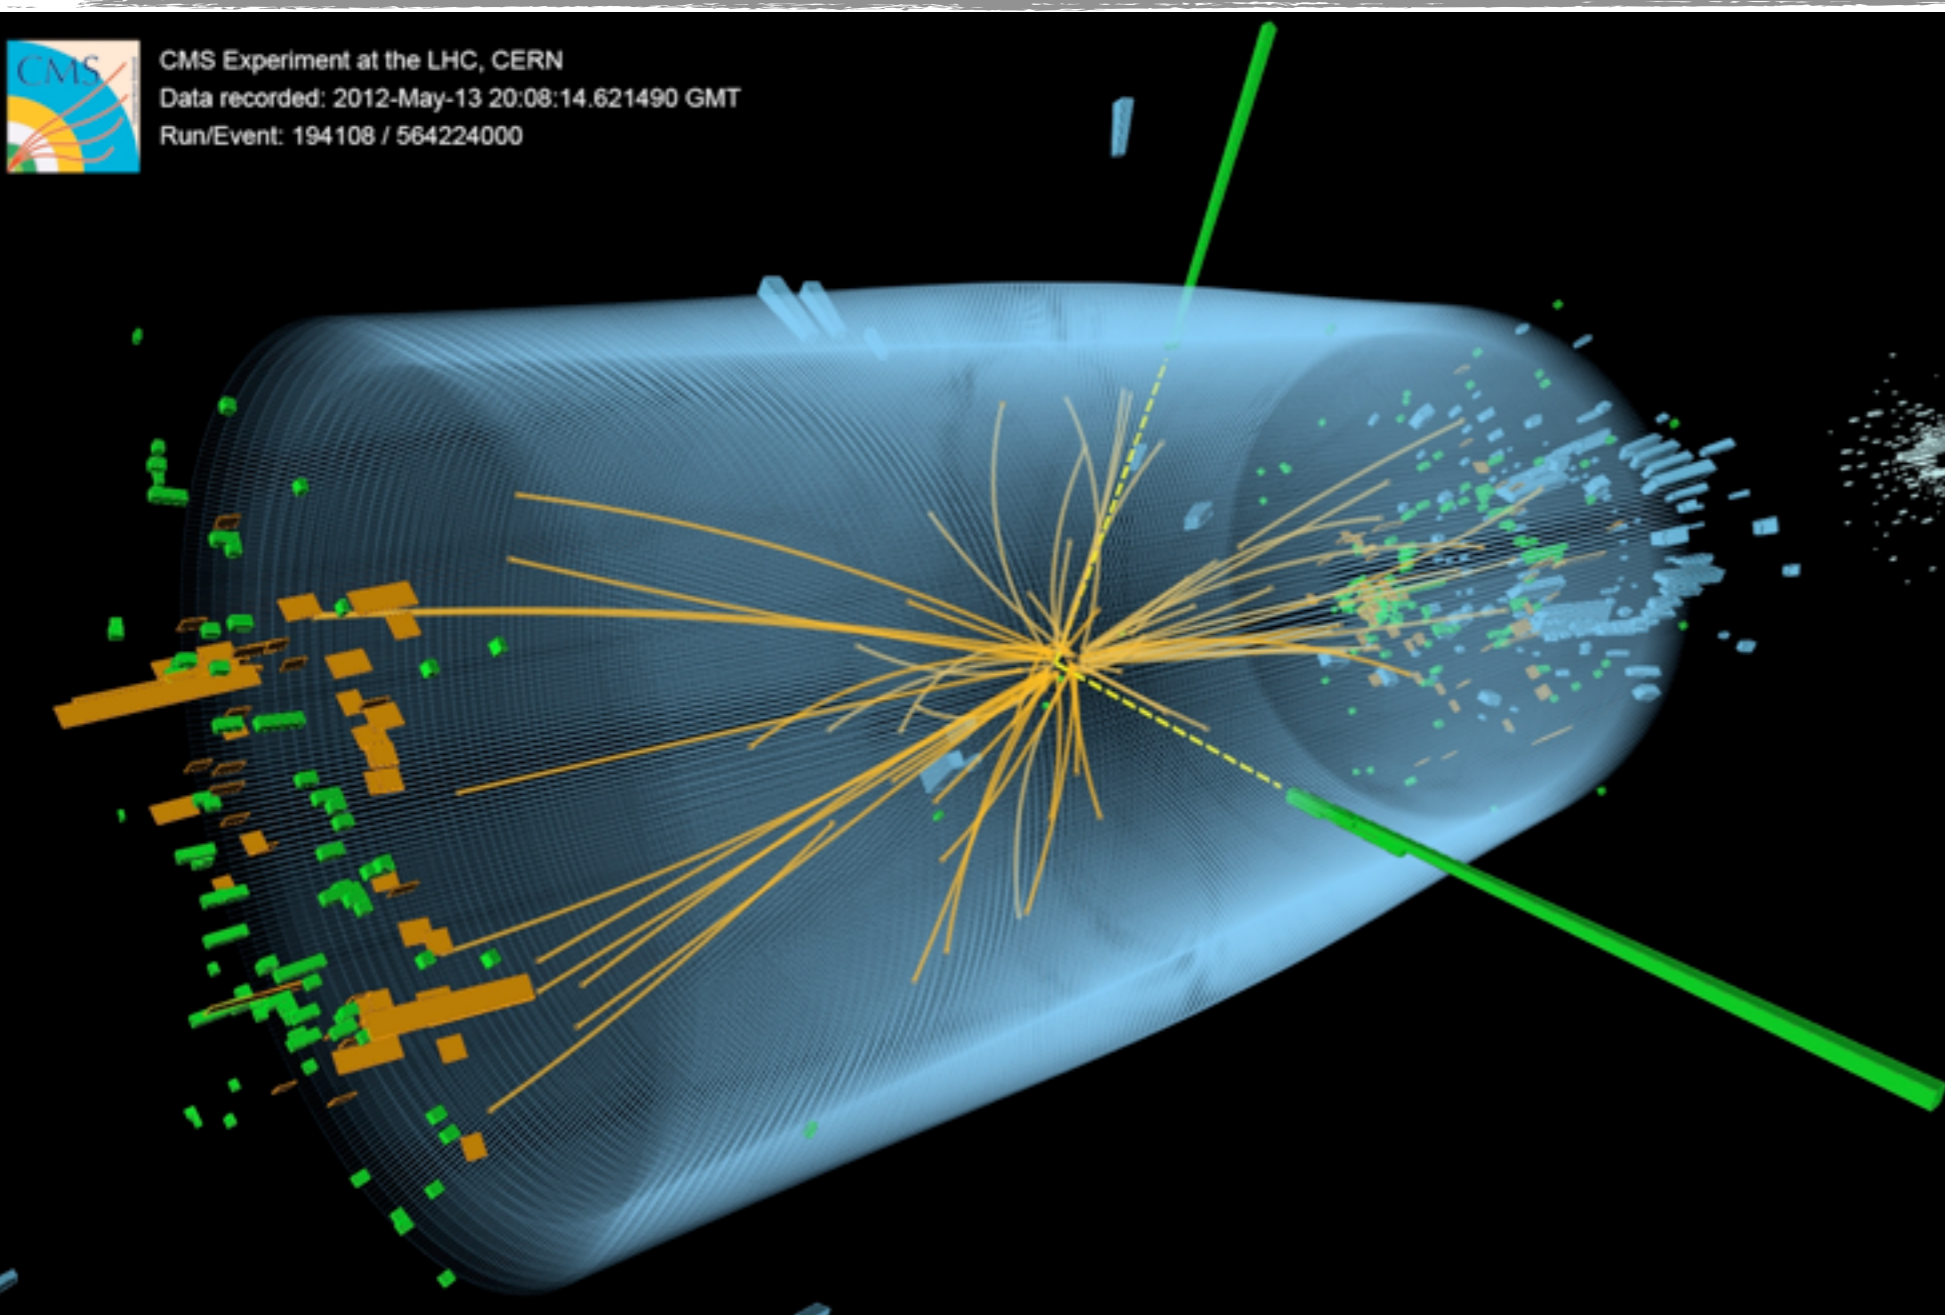 CMS
CMS Experiment at the LHC, CERN
Data recorded: 2012-May-13 20:08:14.621490 GMT
Run/Event: 194108 / 564224000